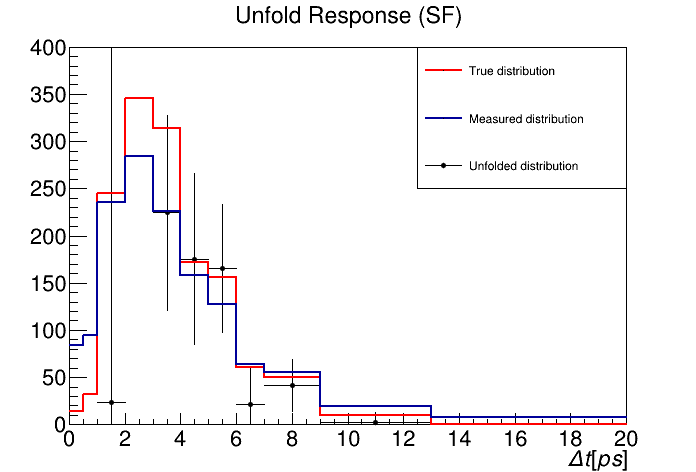 Unfold Response (SF)
400
350
300
250
200
150
100
50
0
True distribution
Measured distribution
Unfolded distribution
0 2 4 6 8 10 12 14 16 18 20
Δt[ps]